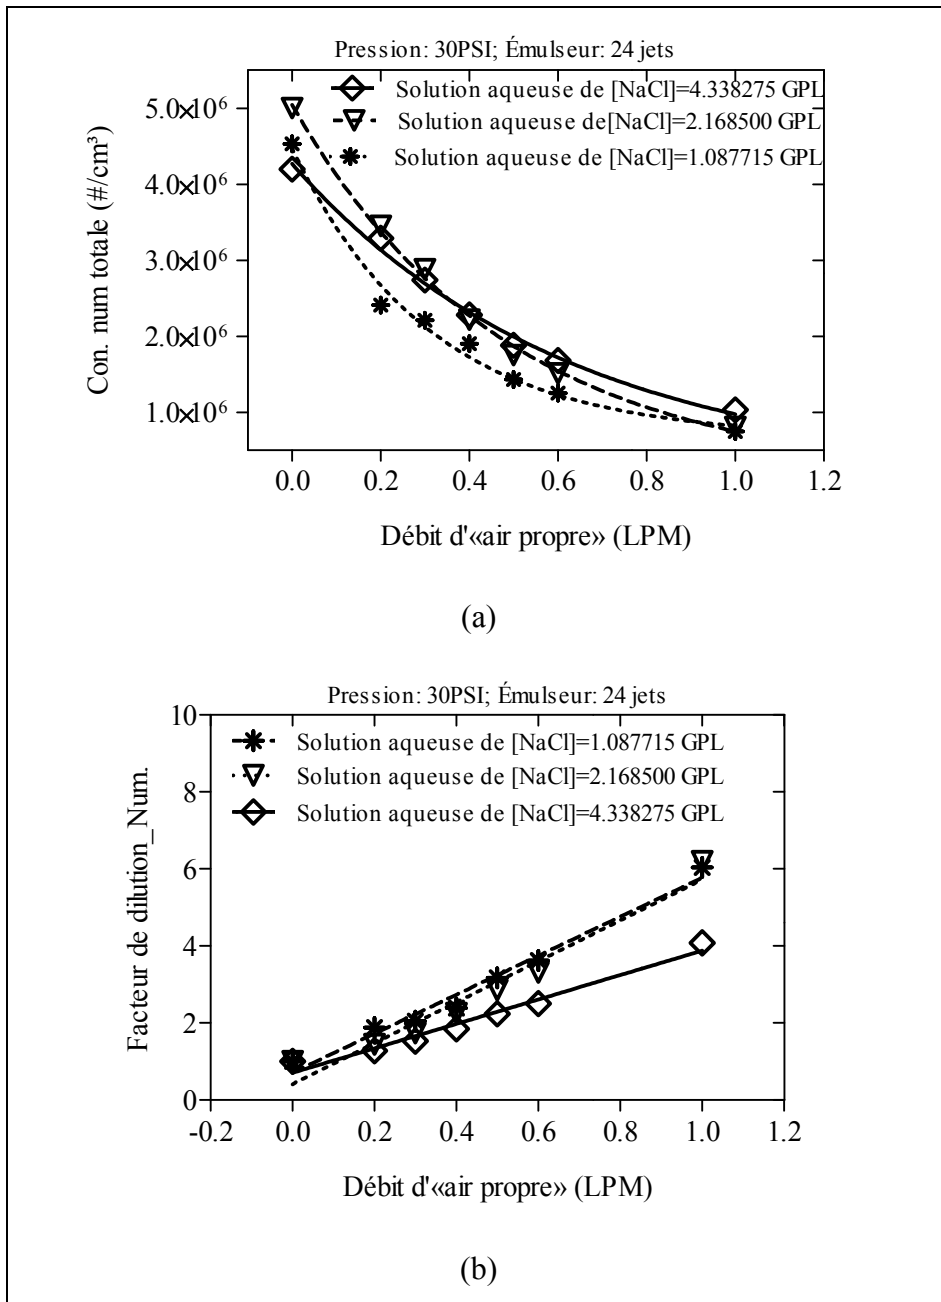 Pression: 30PSI; Émulseur: 24 jets
Solution aqueuse de [NaCl]=4.338275 GPL
Solution aqueuse de[NaCl]=2.168500 GPL
Solution aqueuse de [NaCl]=1.087715 GPL
5.0×10⁶
4.0×10⁶
3.0×10⁶
2.0×10⁶
1.0×10⁶
Con. num totale (#/cm³)
0.0 0.2 0.4 0.6 0.8 1.0 1.2
Débit d'«air propre» (LPM)
(a)
Pression: 30PSI; Émulseur: 24 jets
Solution aqueuse de [NaCl]=1.087715 GPL
Solution aqueuse de [NaCl]=2.168500 GPL
Solution aqueuse de [NaCl]=4.338275 GPL
10
8
6
4
2
0
Facteur de dilution_Num.
-0.2 0.0 0.2 0.4 0.6 0.8 1.0 1.2
Débit d'«air propre» (LPM)
(b)